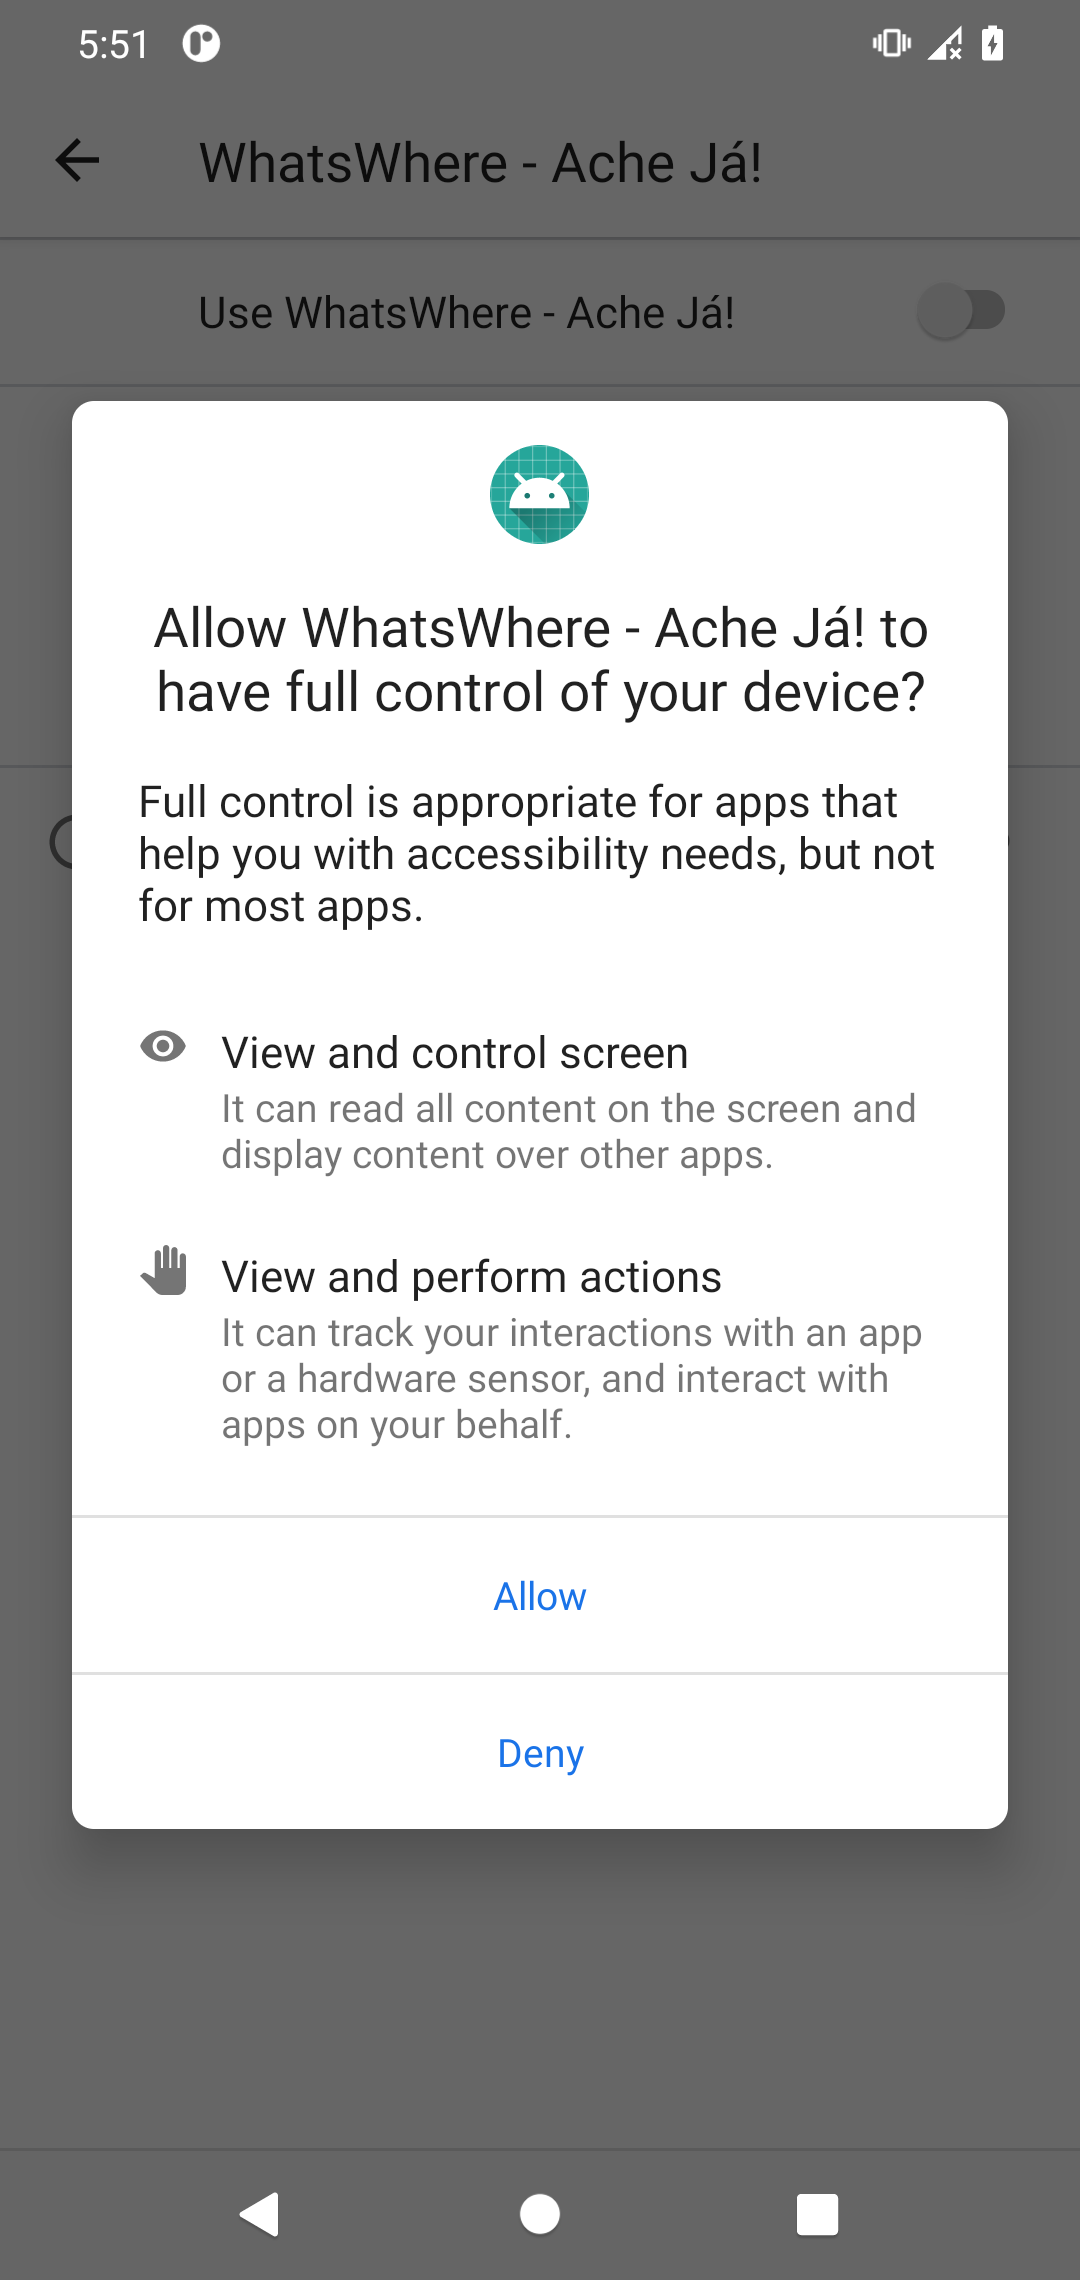 5:51
WhatsWhere - Ache Já!
Use WhatsWhere - Ache Já!
Allow WhatsWhere - Ache Já! to
have full control of your device?
Full control is appropriate for apps that
help you with accessibility needs, but not
for most apps.
View and control screen
It can read all content on the screen and
display content over other apps.
View and perform actions
It can track your interactions with an app
or a hardware sensor, and interact with
apps on your behalf.
Allow
Deny